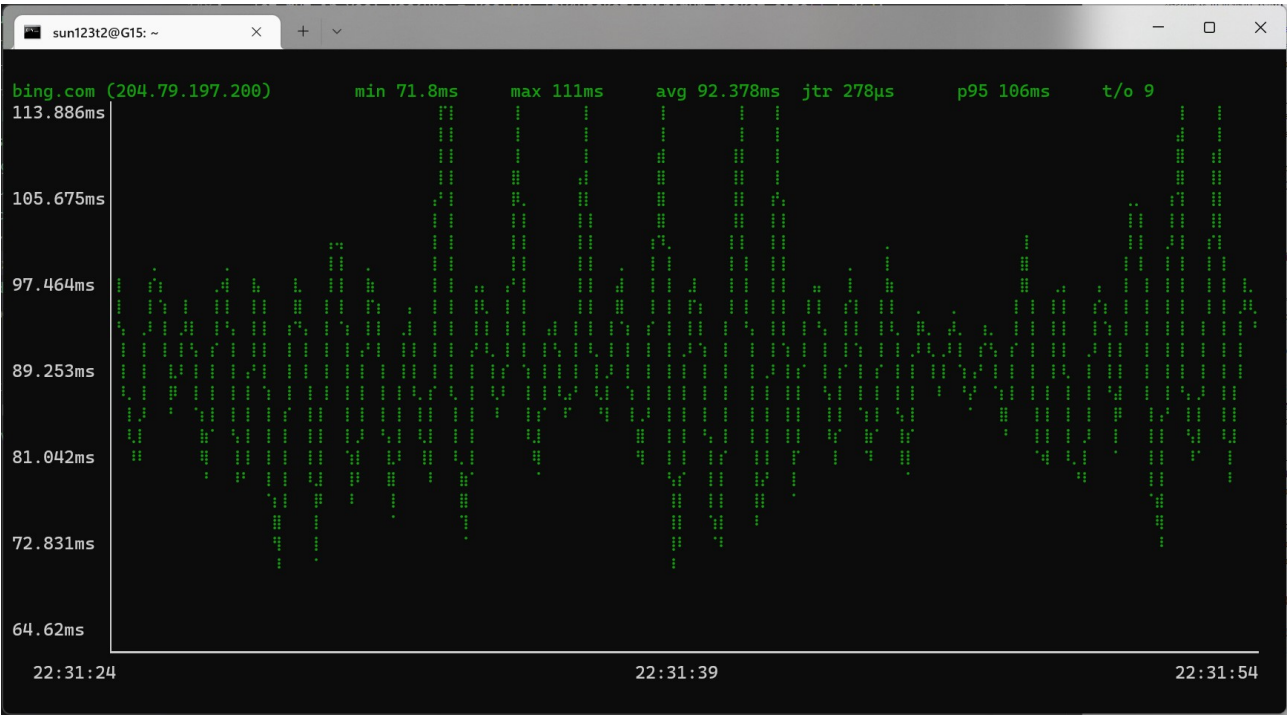 sun123t2@G15: ~
bing.com (204.79.197.200) min 71.8ms max 111ms avg 92.378ms jtr 278µs p95 106ms t/o 9
113.886ms
105.675ms
97.464ms
89.253ms
81.042ms
72.831ms
64.62ms
22:31:24 22:31:39 22:31:54